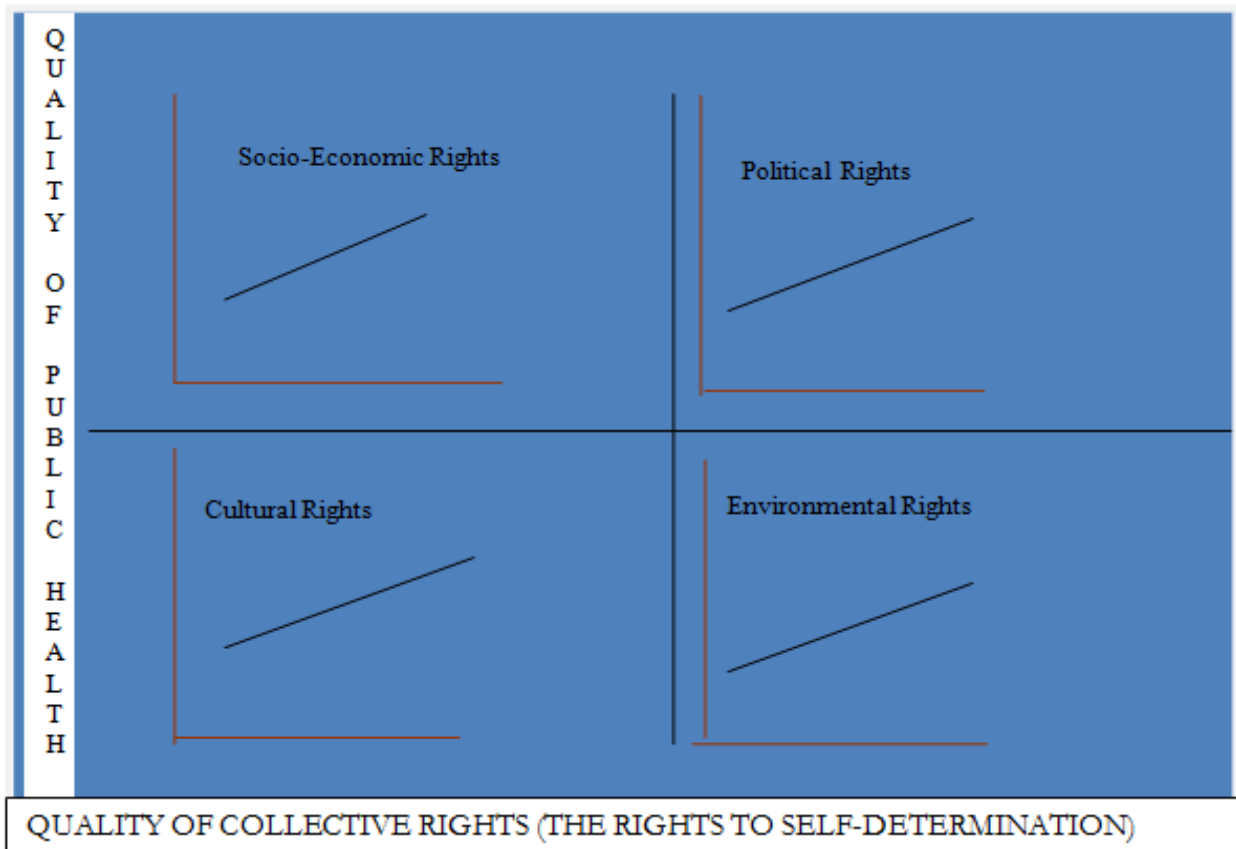 QUALITY OF PUBLIC HEALTH
Socio-Economic Rights
Political Rights
Cultural Rights
Environmental Rights
QUALITY OF COLLECTIVE RIGHTS (THE RIGHTS TO SELF-DETERMINATION)